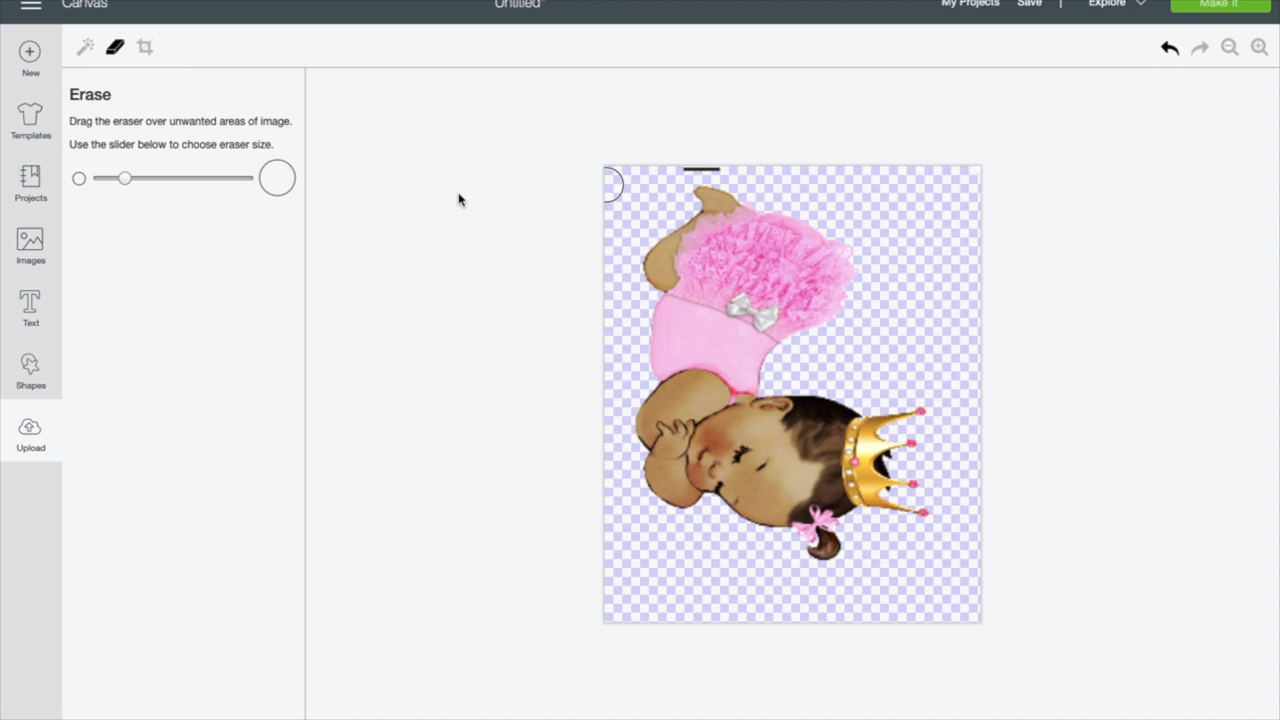 Canvas
Untitled*
My Projects
Save
|
Explore
Make It
New
Templates
Projects
Images
Text
Shapes
Upload
Erase
Drag the eraser over unwanted areas of image.
Use the slider below to choose eraser size.